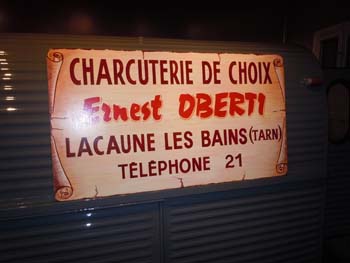 CHARCUTERIE DE CHOIX
Ernest OBERTI
LACAUNE LES BAINS (TARN)
TÉLÉPHONE 21